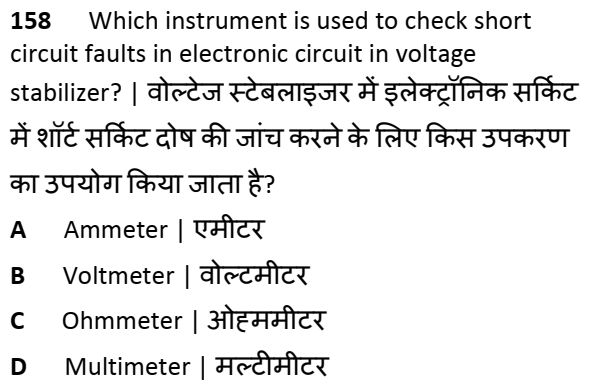 158 Which instrument is used to check short
circuit faults in electronic circuit in voltage
stabilizer? | वोल्टेज स्टेबलाइजर में इलेक्ट्रॉनिक सर्किट
में शॉर्ट सर्किट दोष की जांच करने के लिए किस उपकरण
का उपयोग किया जाता है?
A Ammeter | एमीटर
B Voltmeter | वोल्टमीटर
C Ohmmeter | ओह्ममीटर
D Multimeter | मल्टीमीटर